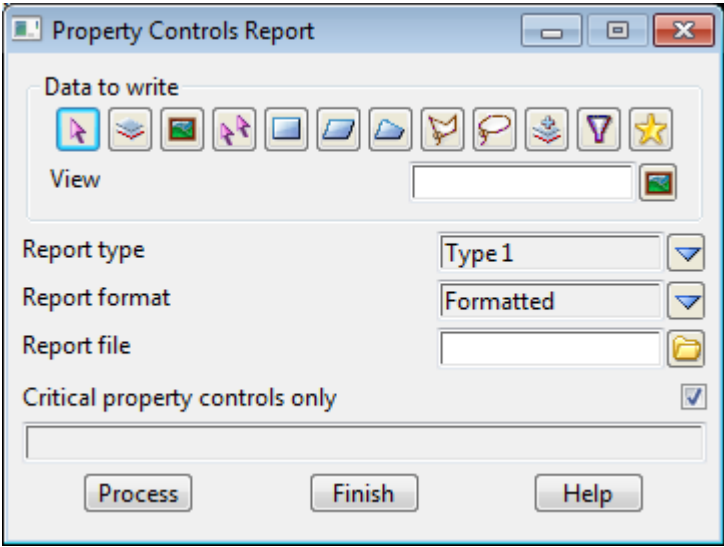 Property Controls Report
Data to write
View
Report type Type 1
Report format Formatted
Report file
Critical property controls only
Process Finish Help